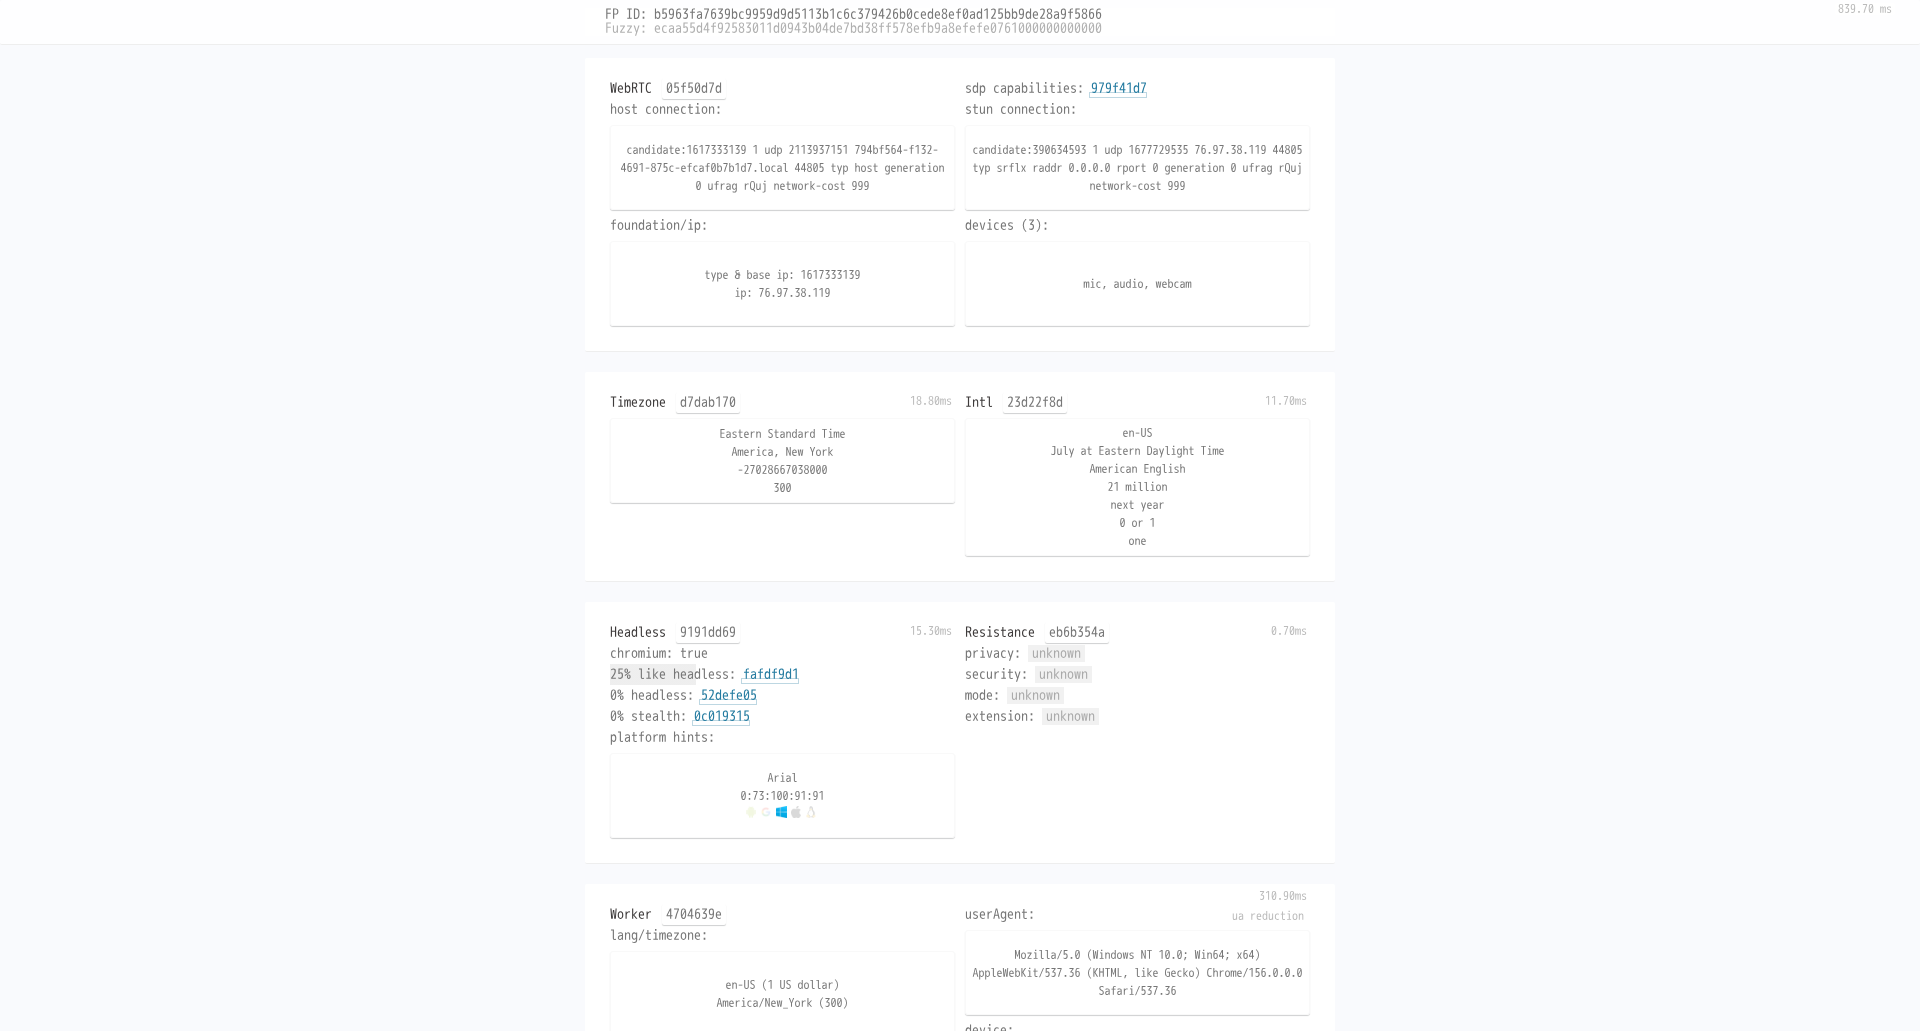 FP ID: b5963fa7639bc9959d9d5113b1c6c379426b0cede8ef0ad125bb9de28a9f5866
839.70 ms
Fuzzy: ecaa55d4f92583011d0943b04de7bd38ff578efb9a8efefe0761000000000000
WebRTC 05f50d7d
host connection:
candidate:1617333139 1 udp 2113937151 794bf564-f132-
4691-875c-efcaf0b7b1d7.local 44805 typ host generation
0 ufrag rQuj network-cost 999
foundation/ip:
type & base ip: 1617333139
ip: 76.97.38.119
sdp capabilities: 979f41d7
stun connection:
candidate:390634593 1 udp 1677729535 76.97.38.119 44805
typ srflx raddr 0.0.0.0 rport 0 generation 0 ufrag rQuj
network-cost 999
devices (3):
mic, audio, webcam
Timezone d7dab170 18.80ms
Eastern Standard Time
America, New York
-27028667038000
300
Intl 23d22f8d 11.70ms
en-US
July at Eastern Daylight Time
American English
21 million
next year
0 or 1
one
Headless 9191dd69 15.30ms
chromium: true
25% like headless: fafdf9d1
0% headless: 52defe05
0% stealth: 0c019315
platform hints:
Arial
0:73:100:91:91
Resistance eb6b354a 0.70ms
privacy: unknown
security: unknown
mode: unknown
extension: unknown
Worker 4704639e
lang/timezone:
en-US (1 US dollar)
America/New_York (300)
310.90ms
userAgent: ua reduction
Mozilla/5.0 (Windows NT 10.0; Win64; x64)
AppleWebKit/537.36 (KHTML, like Gecko) Chrome/156.0.0.0
Safari/537.36
device: